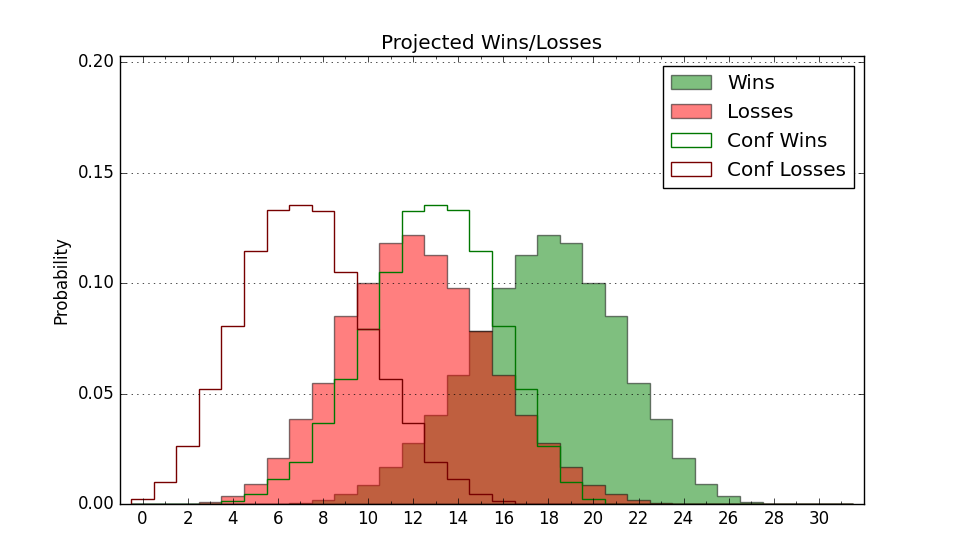 Projected Wins/Losses
Probability
0.20
0.15
0.10
0.05
0.00
Wins
Losses
Conf Wins
Conf Losses
0 2 4 6 8 10 12 14 16 18 20 22 24 26 28 30